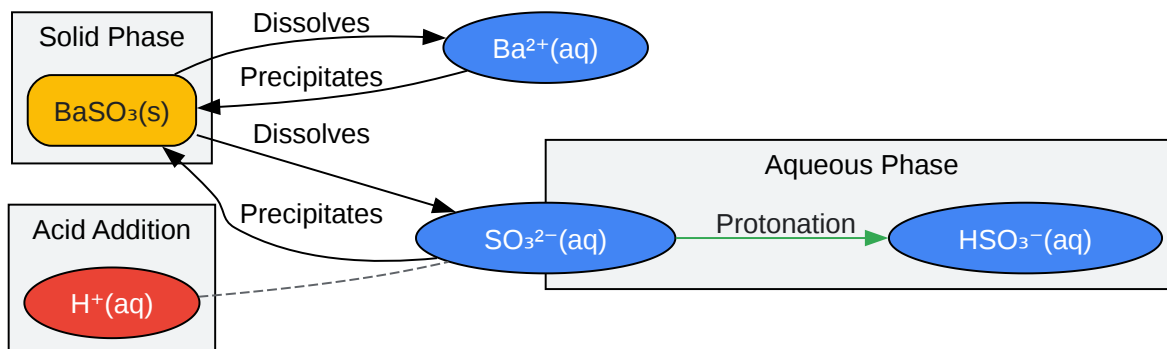 Solid Phase
BaSO₃(s)
Dissolves
Ba²⁺(aq)
Precipitates
Dissolves
Precipitates
Aqueous Phase
SO₃²⁻(aq)
Protonation
HSO₃⁻(aq)
Acid Addition
H⁺(aq)